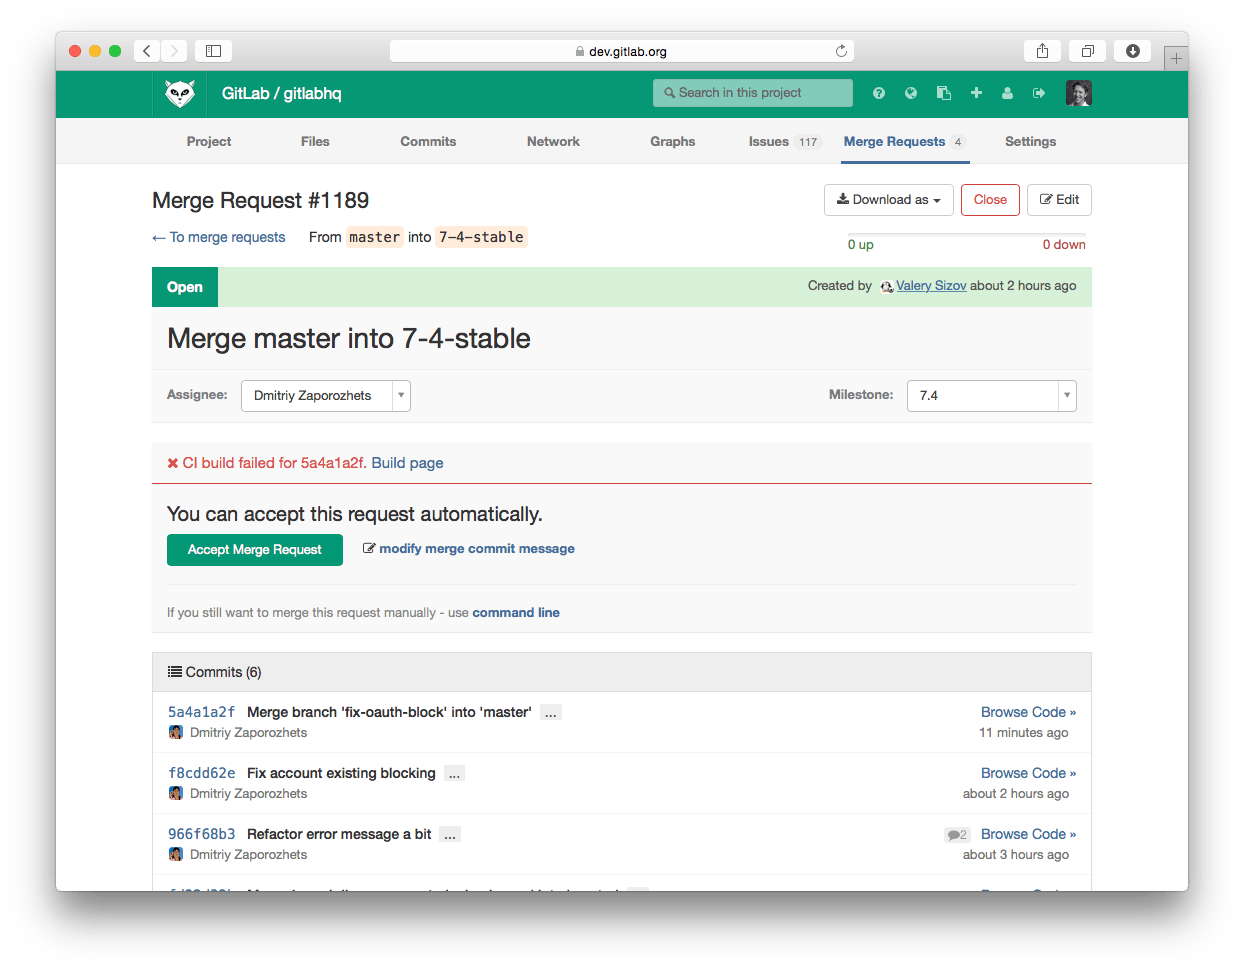 dev.gitlab.org
GitLab / gitlabhq
Search in this project
Project Files Commits Network Graphs Issues 117 Merge Requests 4 Settings
Merge Request #1189
Download as Close Edit
← To merge requests From master into 7-4-stable
0 up 0 down
Open Created by Valery Sizov about 2 hours ago
Merge master into 7-4-stable
Assignee: Dmitriy Zaporozhets Milestone: 7.4
CI build failed for 5a4a1a2f. Build page
You can accept this request automatically.
Accept Merge Request modify merge commit message
If you still want to merge this request manually - use command line
Commits (6)
5a4a1a2f Merge branch 'fix-oauth-block' into 'master' ... Browse Code »
Dmitriy Zaporozhets 11 minutes ago
f8cdd62e Fix account existing blocking ... Browse Code »
Dmitriy Zaporozhets about 2 hours ago
966f68b3 Refactor error message a bit ... 2 Browse Code »
Dmitriy Zaporozhets about 3 hours ago